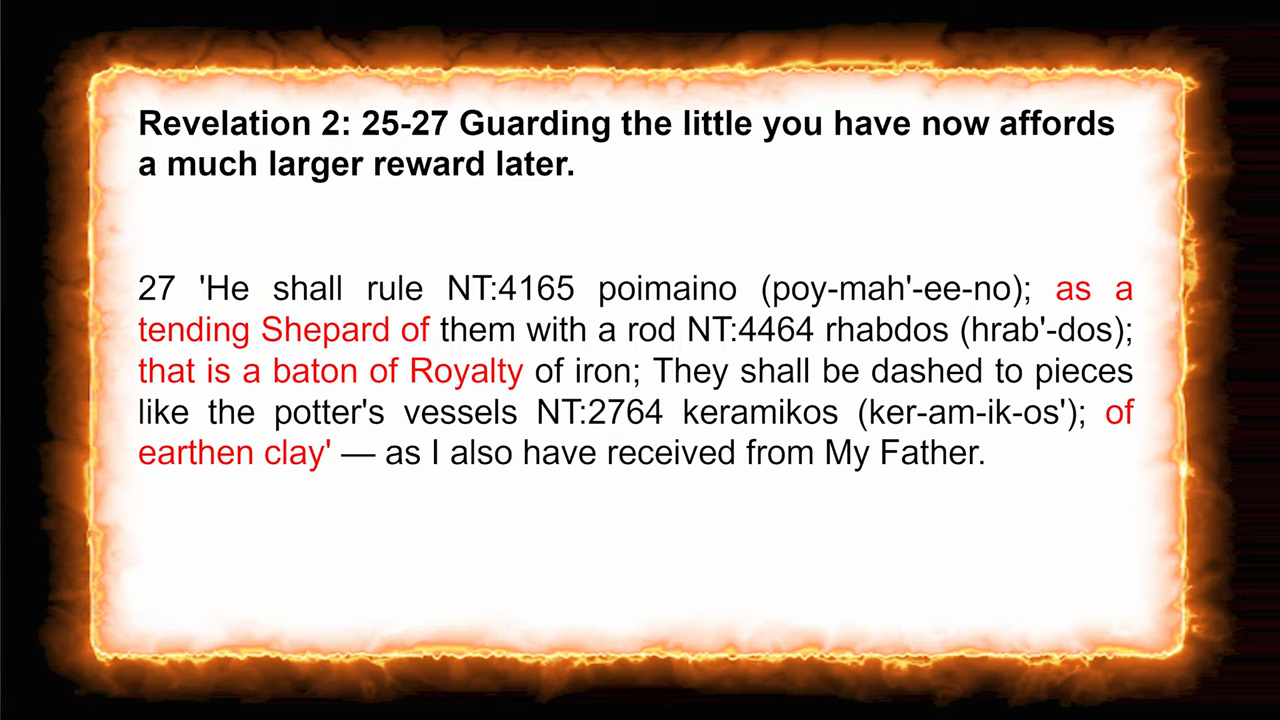 Revelation 2: 25-27 Guarding the little you have now affords
a much larger reward later.
27 'He shall rule NT:4165 poimaino (poy-mah'-ee-no); as a
tending Shepard of them with a rod NT:4464 rhabdos (hrab'-dos);
that is a baton of Royalty of iron; They shall be dashed to pieces
like the potter's vessels NT:2764 keramikos (ker-am-ik-os'); of
earthen clay' — as I also have received from My Father.